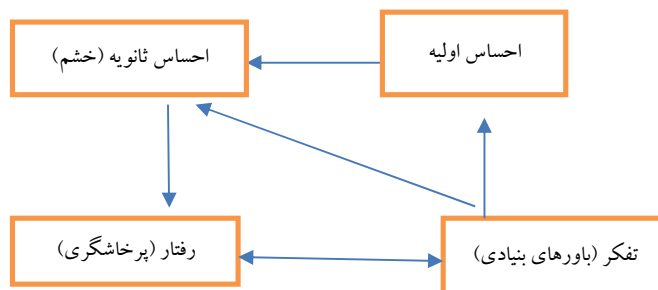 احساس اولیه
احساس ثانویه (خشم)
تفکر (باورهای بنیادی)
رفتار (پرخاشگری)